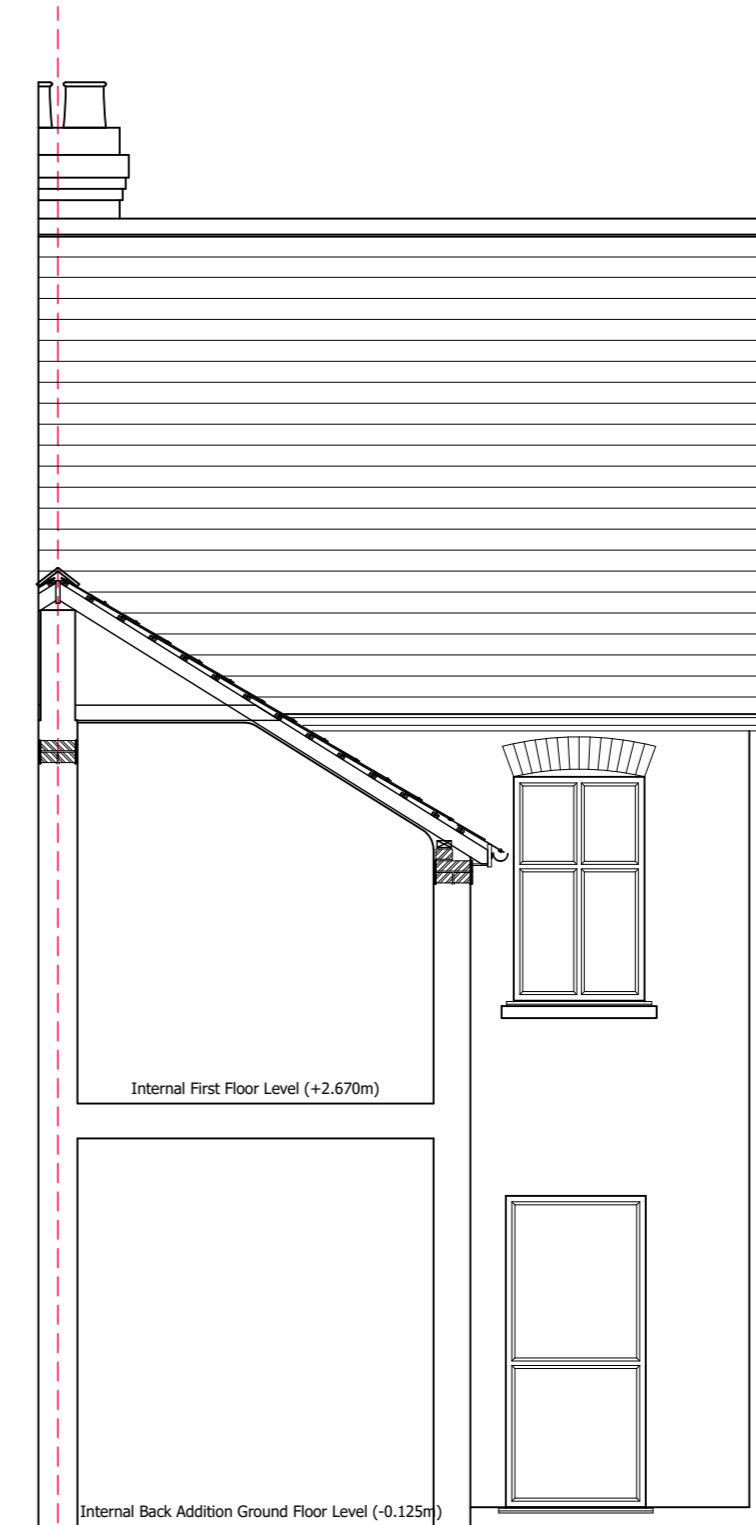 Internal First Floor Level (+2.670m)
Internal Back Addition Ground Floor Level (-0.125m)